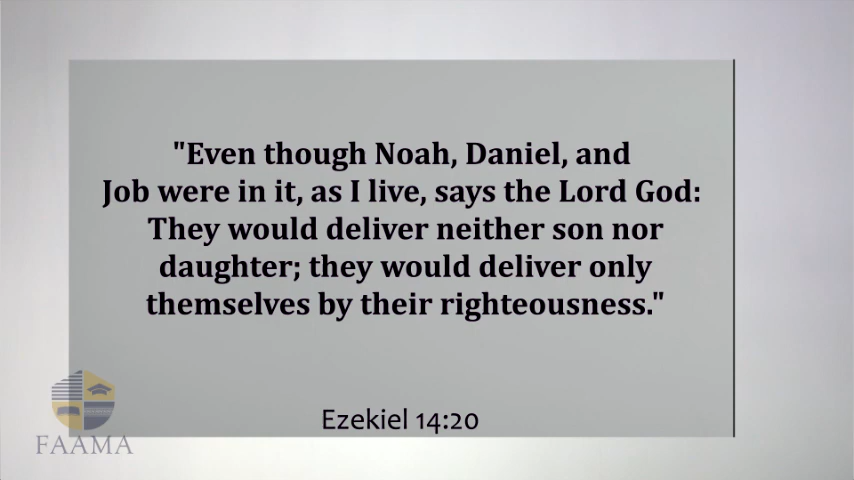 "Even though Noah, Daniel, and
Job were in it, as I live, says the Lord God:
They would deliver neither son nor
daughter; they would deliver only
themselves by their righteousness."
Ezekiel 14:20
FAAMA